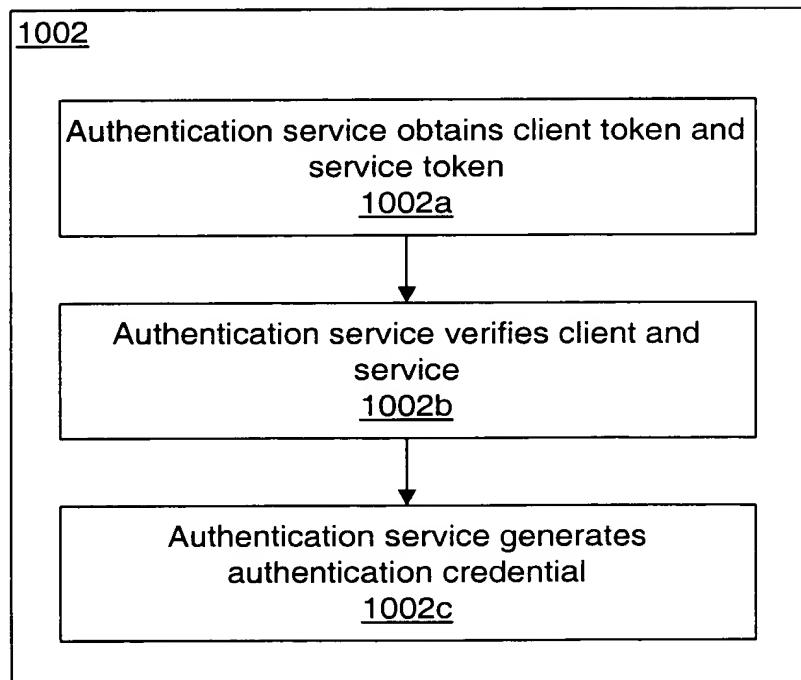 1002
Authentication service obtains client token and
service token
1002a
Authentication service verifies client and
service
1002b
Authentication service generates
authentication credential
1002c